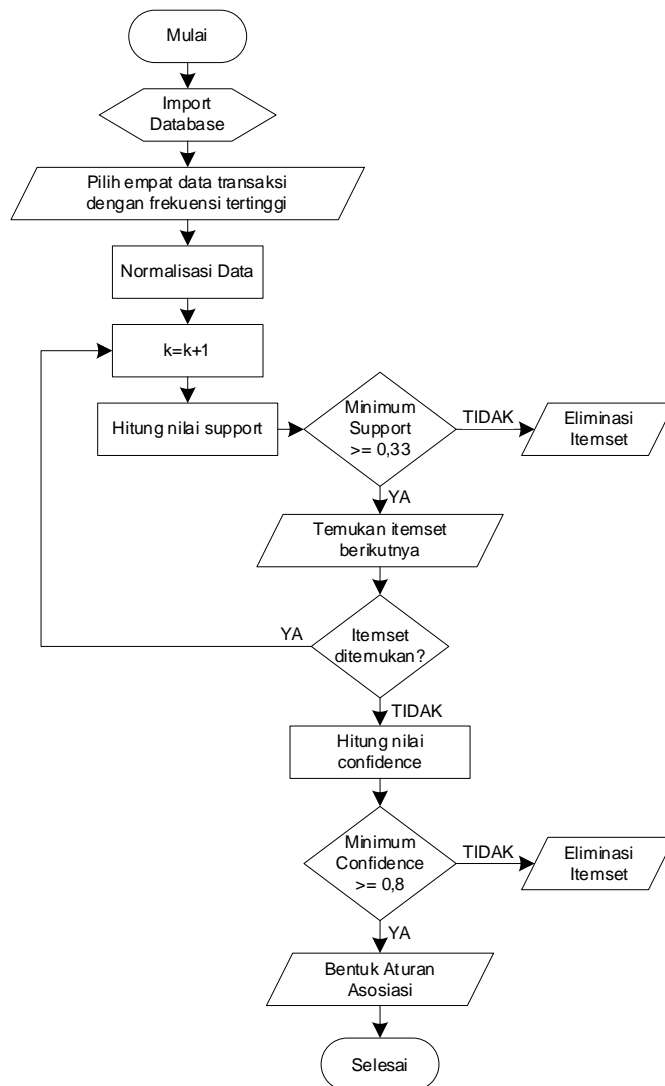 Mulai
Import
Database
Pilih empat data transaksi
dengan frekuensi tertinggi
Normalisasi Data
k=k+1
Hitung nilai support
Minimum
Support
>= 0,33
TIDAK
Eliminasi
Itemset
YA
Temukan itemset
berikutnya
Itemset
ditemukan?
YA
TIDAK
Hitung nilai
confidence
Minimum
Confidence
>= 0,8
TIDAK
Eliminasi
Itemset
YA
Bentuk Aturan
Asosiasi
Selesai